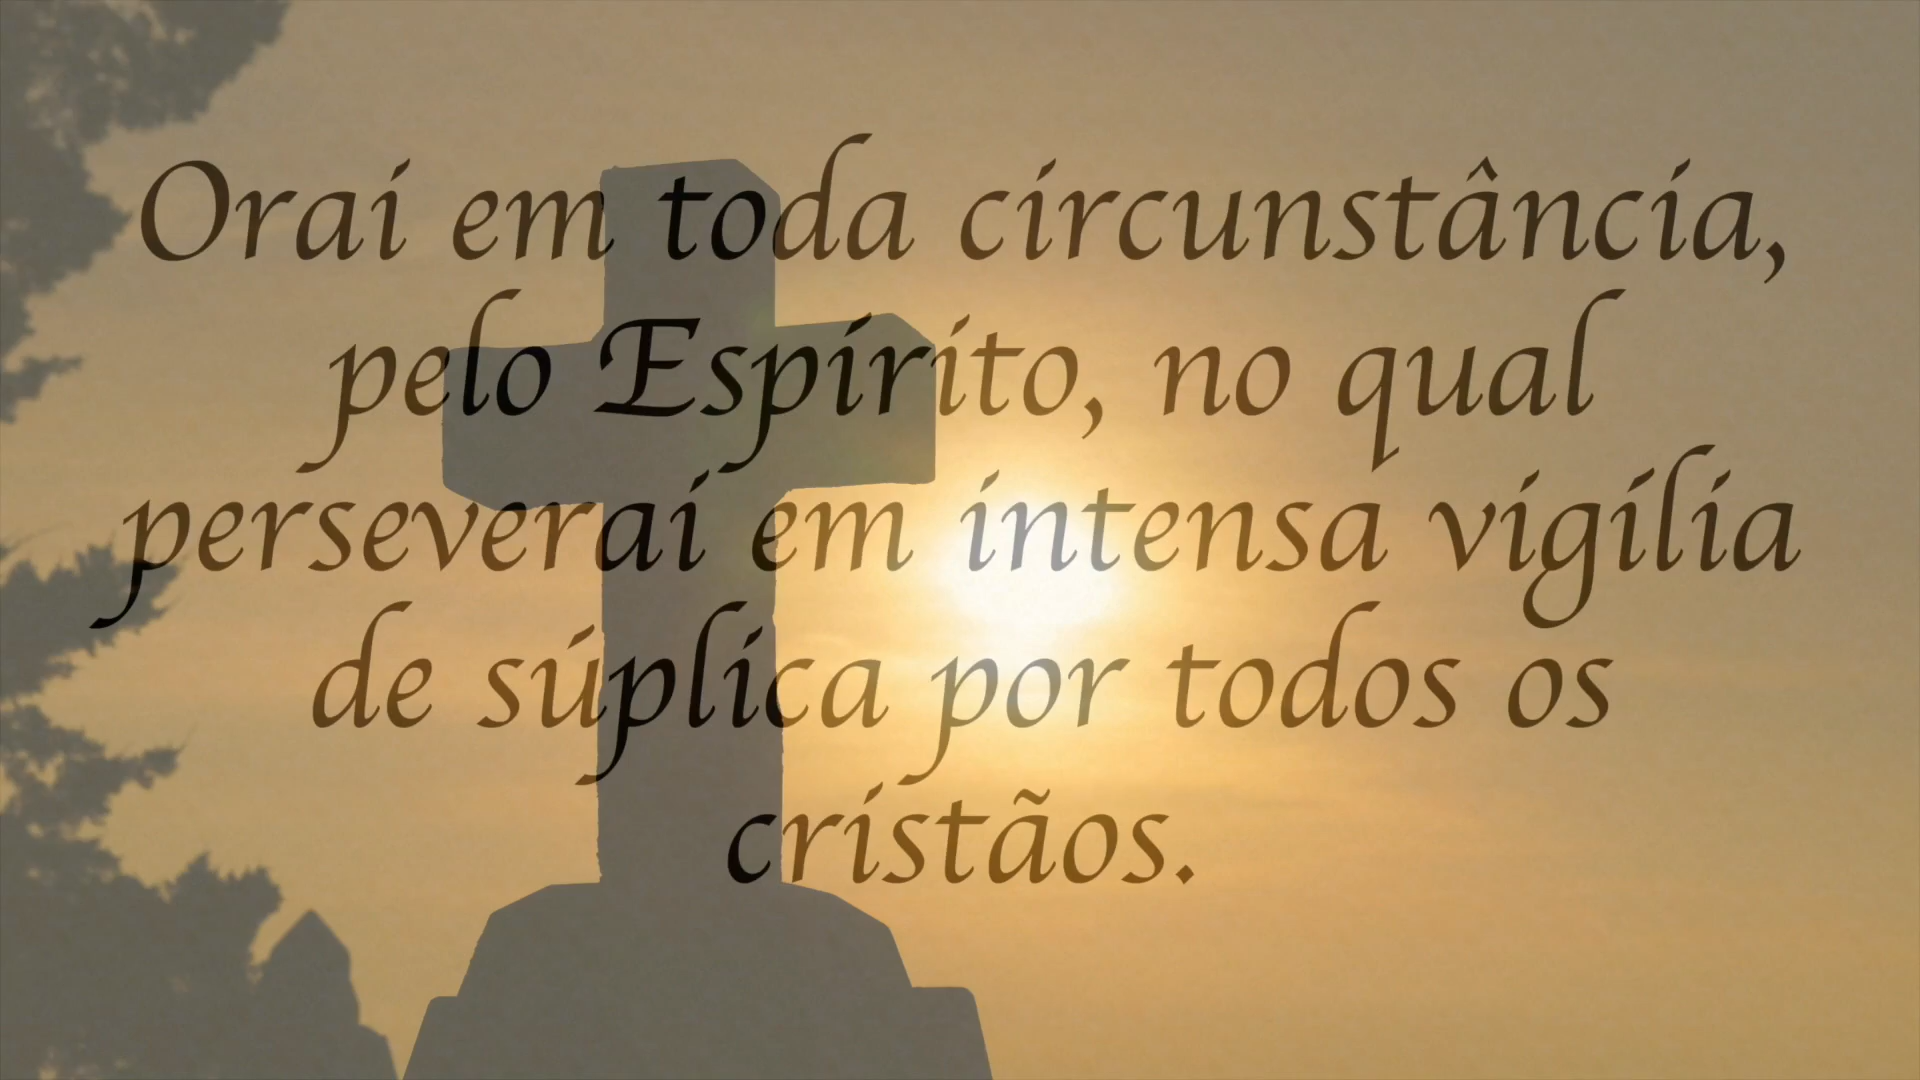 Orai em toda circunstância,
pelo Espírito, no qual
perseverai em intensa vigília
de súplica por todos os
cristãos.